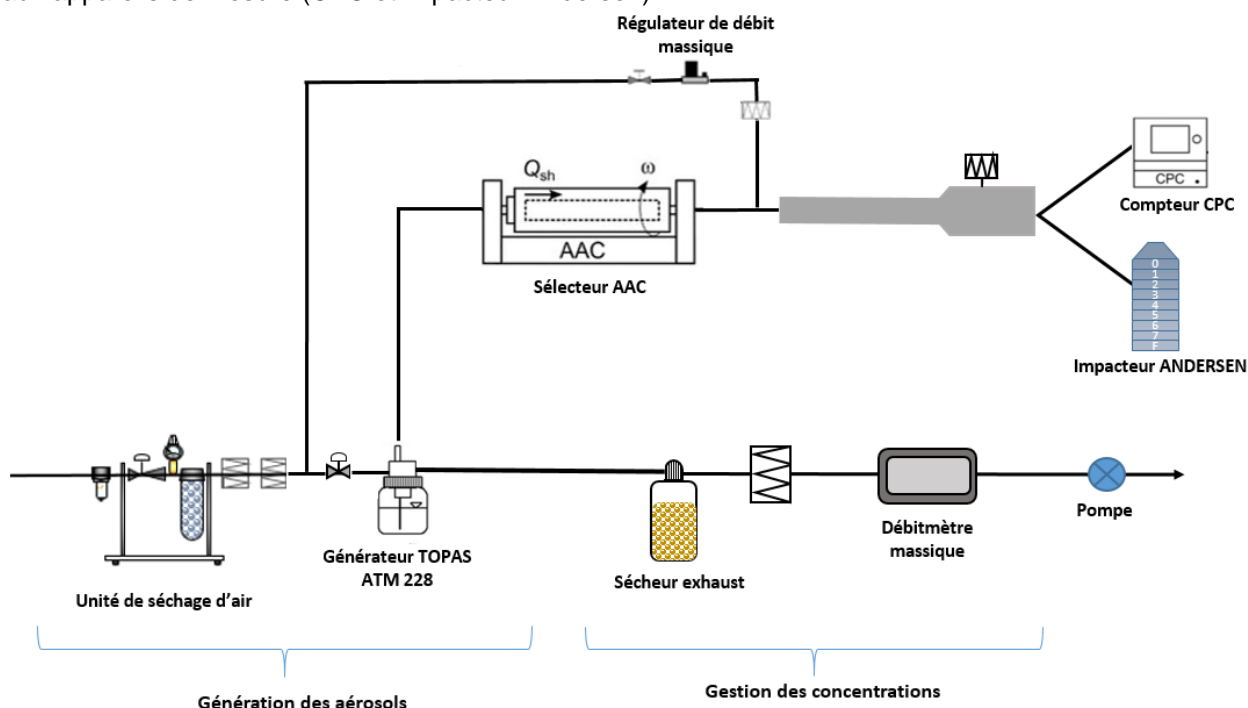 Régulateur de débit
massique
Qsh
ω
AAC
Sélecteur AAC
CPC
Compteur CPC
0
1
2
3
4
5
6
7
F
Impacteur ANDERSEN
Unité de séchage d'air
Générateur TOPAS
ATM 228
Sécheur exhaust
Débitmètre
massique
Pompe
Génération des aérosols
Gestion des concentrations